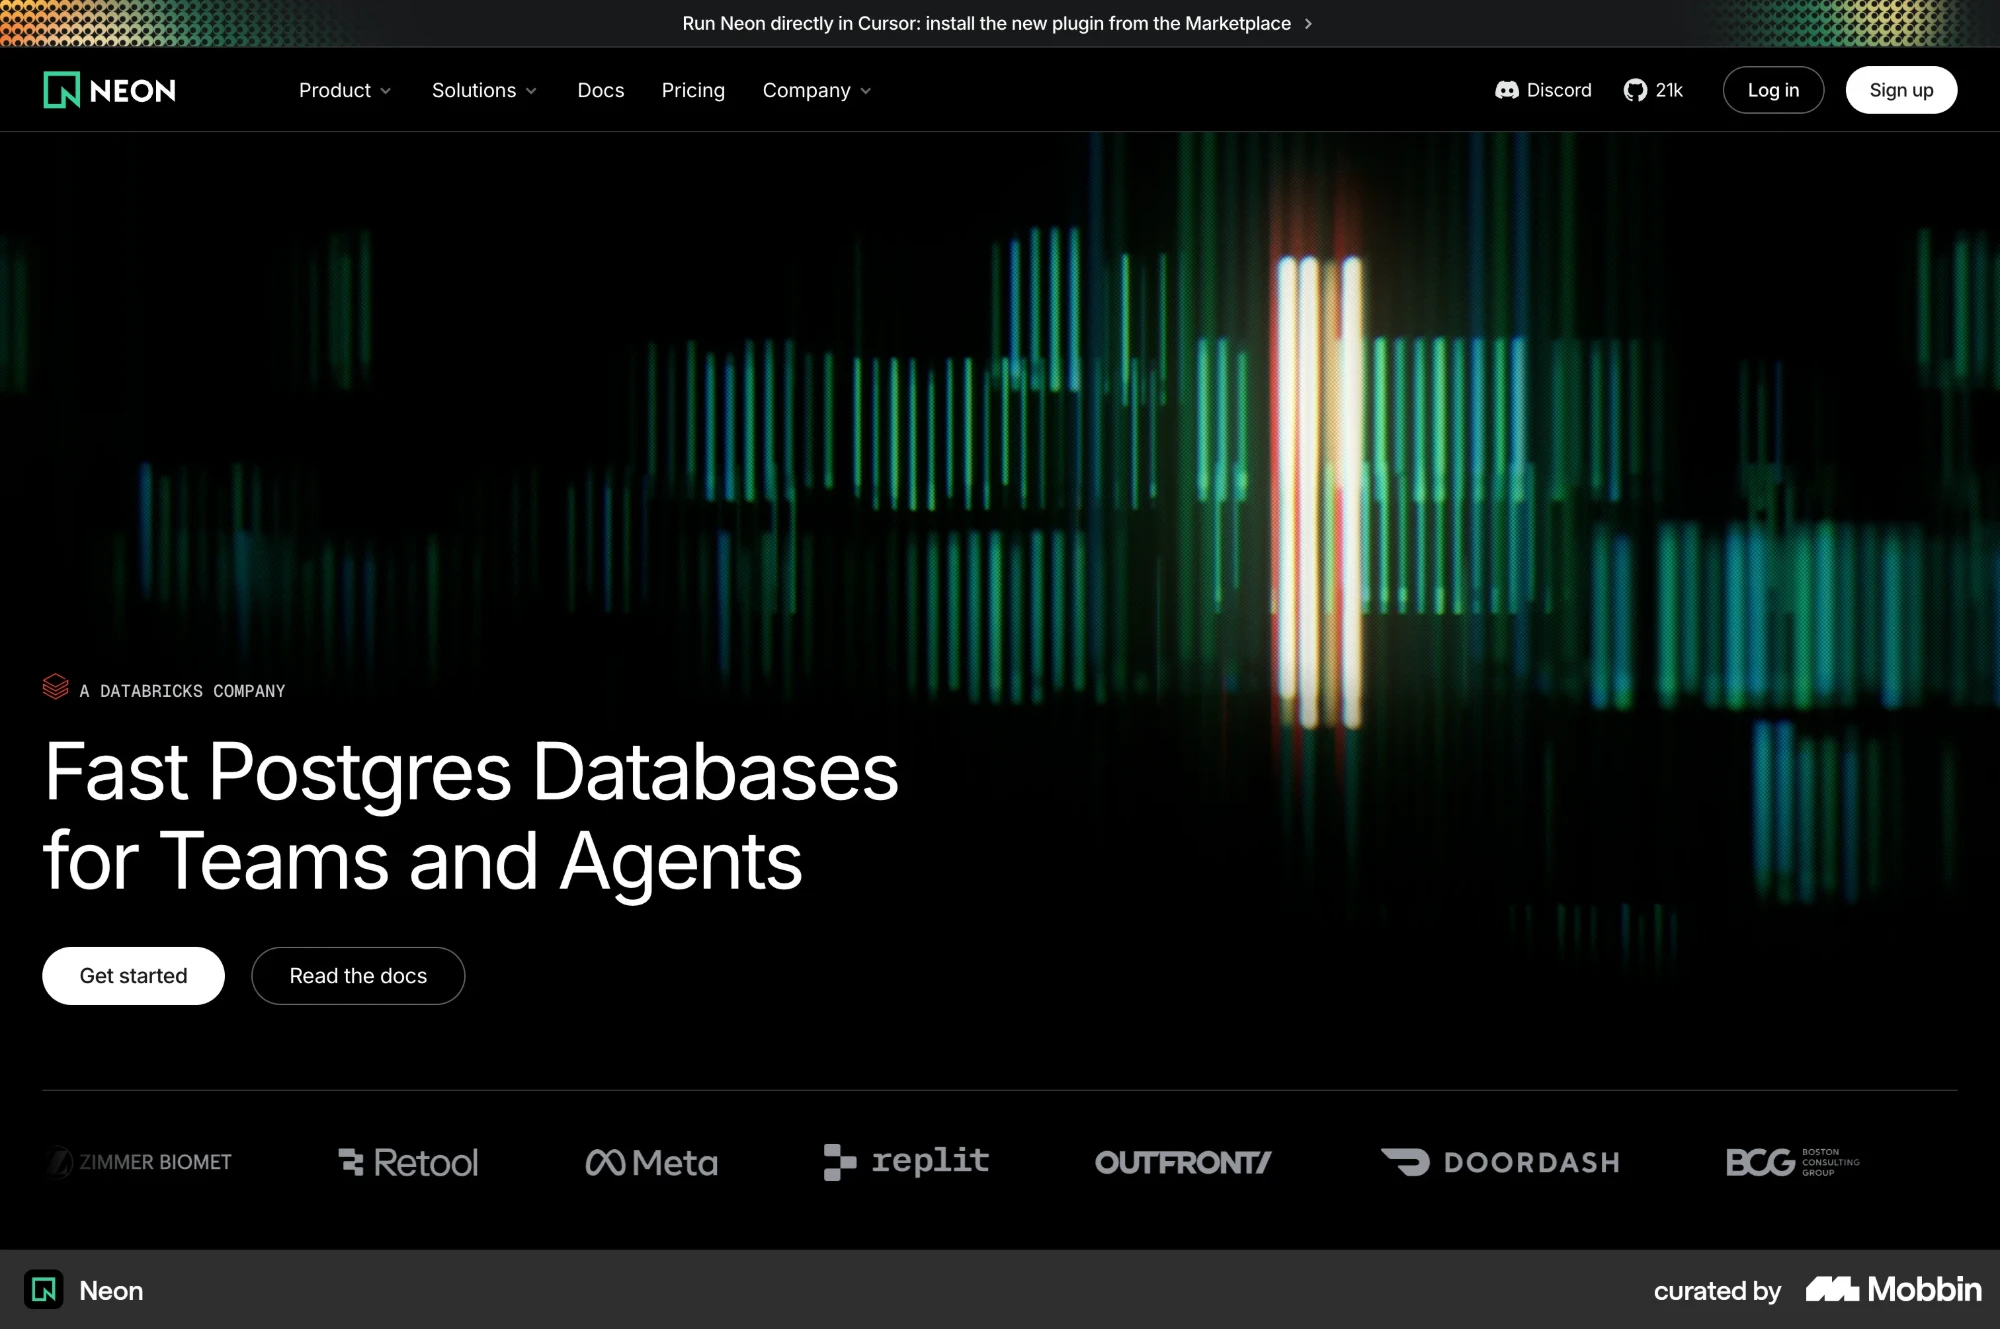 Run Neon directly in Cursor: install the new plugin from the Marketplace
NEON
Product
Solutions
Docs
Pricing
Company
Discord
21k
Log in
Sign up
A DATABRICKS COMPANY
Fast Postgres Databases
for Teams and Agents
Get started
Read the docs
ZIMMER BIOMET
Retool
Meta
replit
OUTFRONT/
DOORDASH
BCG
BOSTON
CONSULTING
GROUP
Neon
curated by
Mobbin